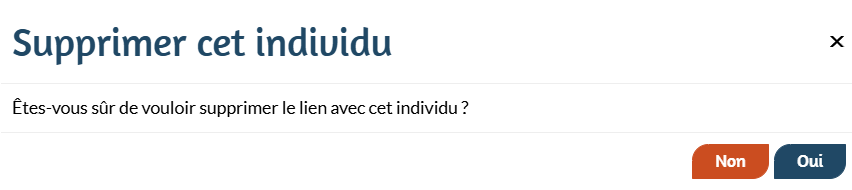 Supprimer cet individu
Êtes-vous sûr de vouloir supprimer le lien avec cet individu ?
Non Oui